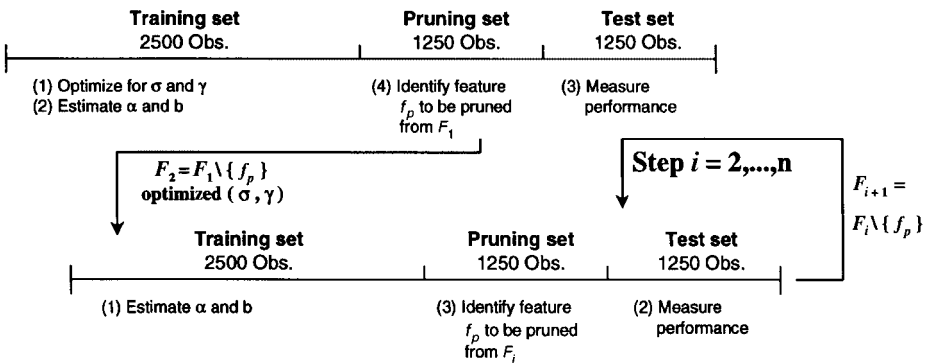 Training set
2500 Obs.
Pruning set
1250 Obs.
Test set
1250 Obs.
(1) Optimize for σ and γ
(2) Estimate α and b
(4) Identify feature
f_p to be pruned
from F_1
(3) Measure
performance
F_2 = F_1 \ { f_p }
optimized ( σ , γ )
Step i = 2,...,n
F_{i+1} =
F_i \ { f_p }
Training set
2500 Obs.
Pruning set
1250 Obs.
Test set
1250 Obs.
(1) Estimate α and b
(3) Identify feature
f_p to be pruned
from F_i
(2) Measure
performance